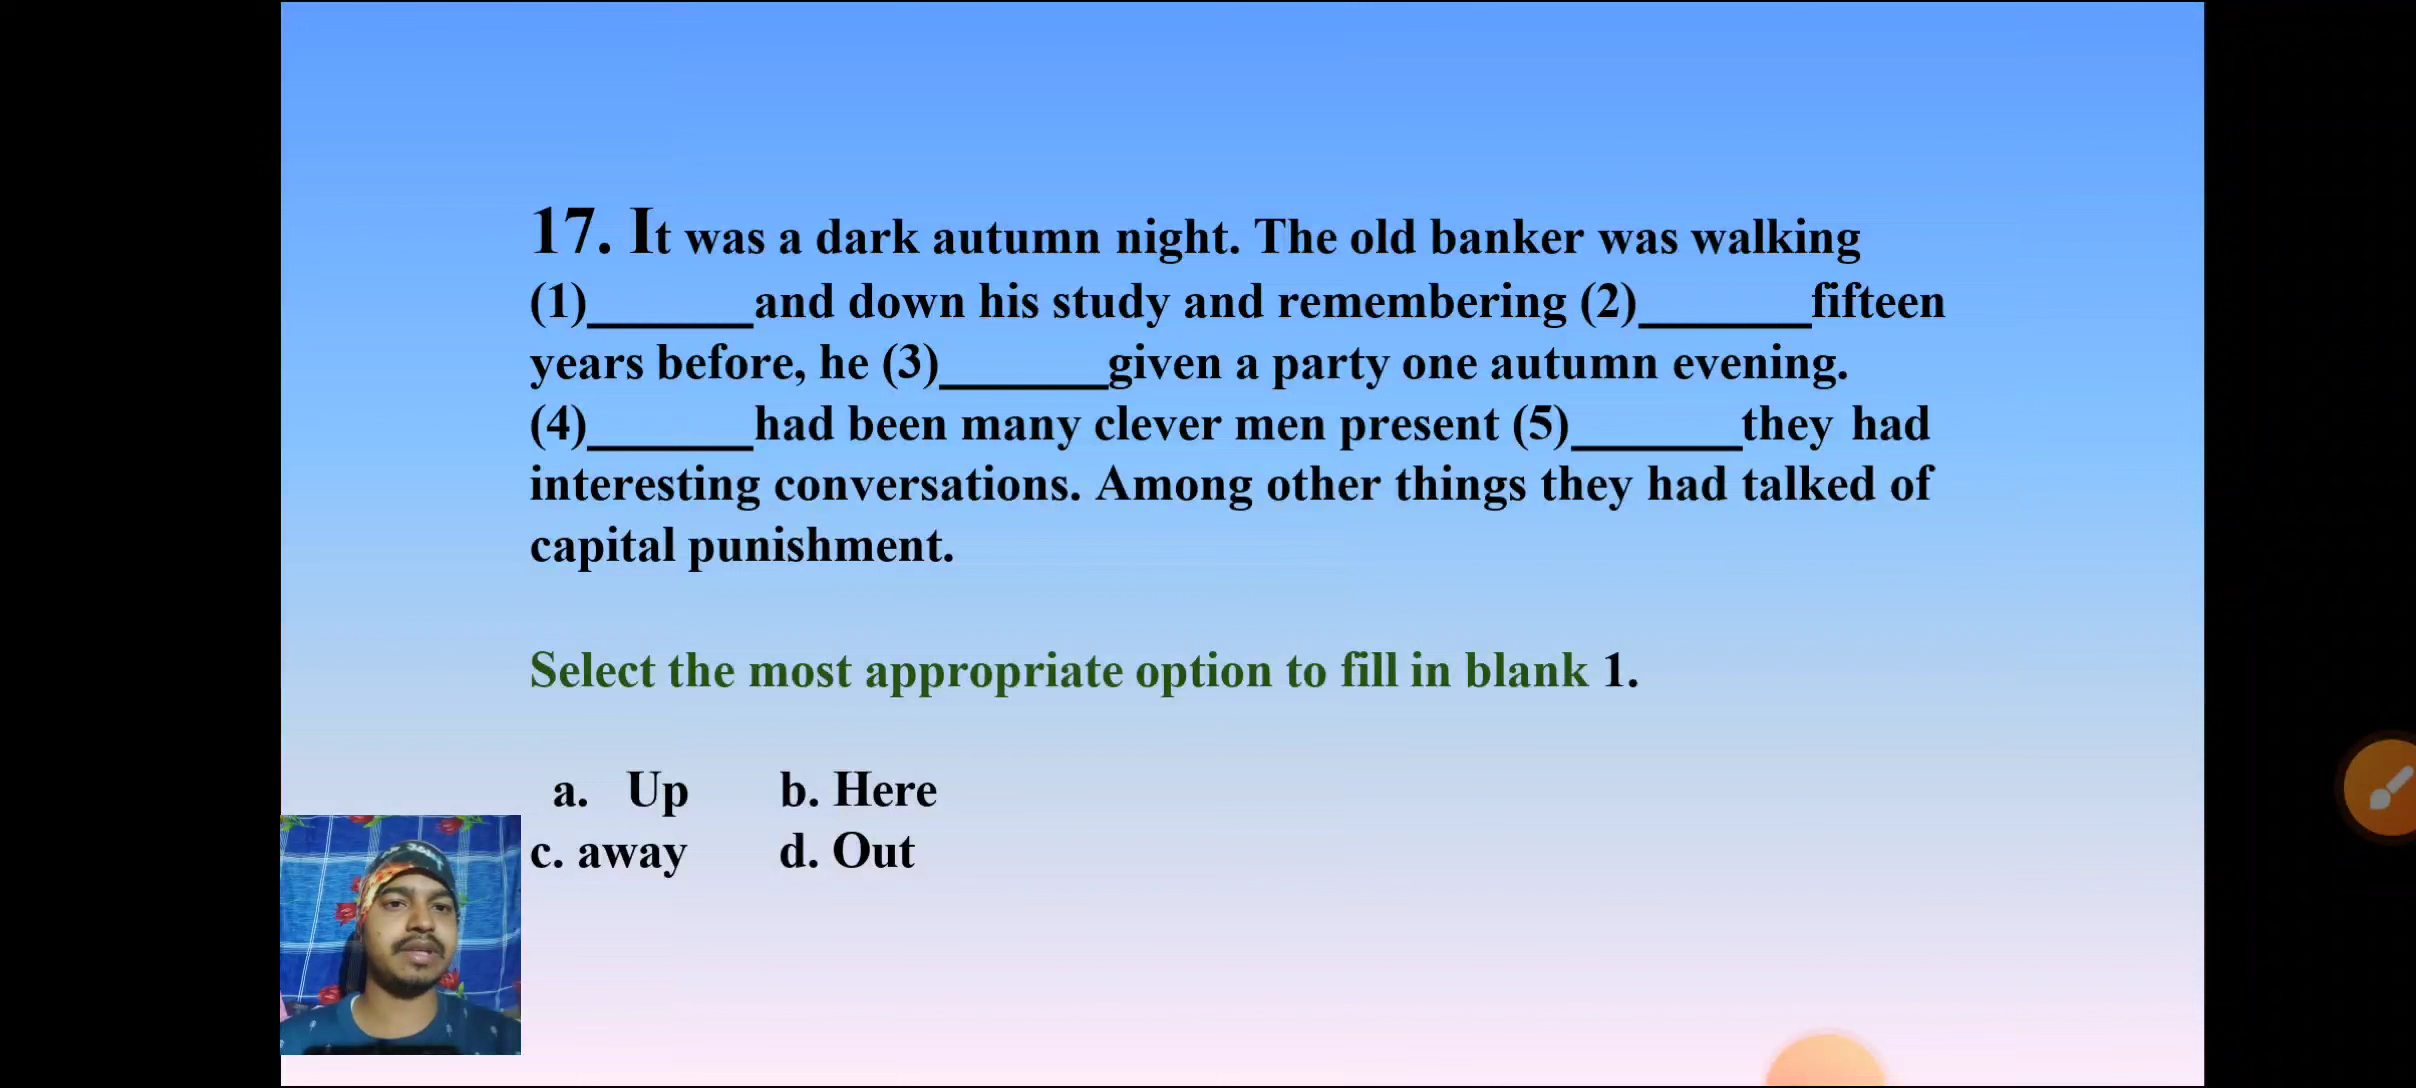 17. It was a dark autumn night. The old banker was walking
(1)______and down his study and remembering (2)______fifteen
years before, he (3)______given a party one autumn evening.
(4)______had been many clever men present (5)______they had
interesting conversations. Among other things they had talked of
capital punishment.
Select the most appropriate option to fill in blank 1.
a. Up b. Here
c. away d. Out